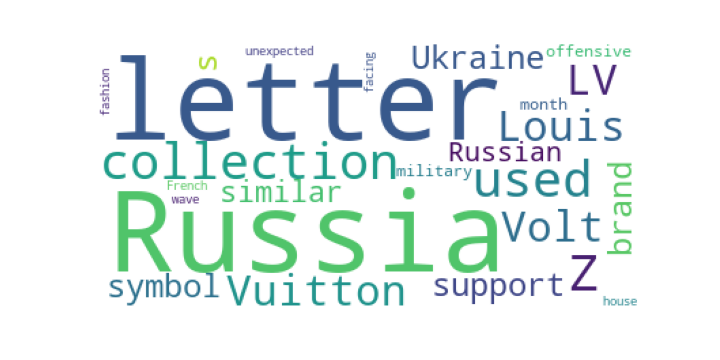 unexpected
offensive
Ukraine
s
fashion
facing
letter
LV
month
Louis
collection
Russian
military
used
French
similar
wave
brand
Russia
Volt
Z
symbol
Vuitton
support
house